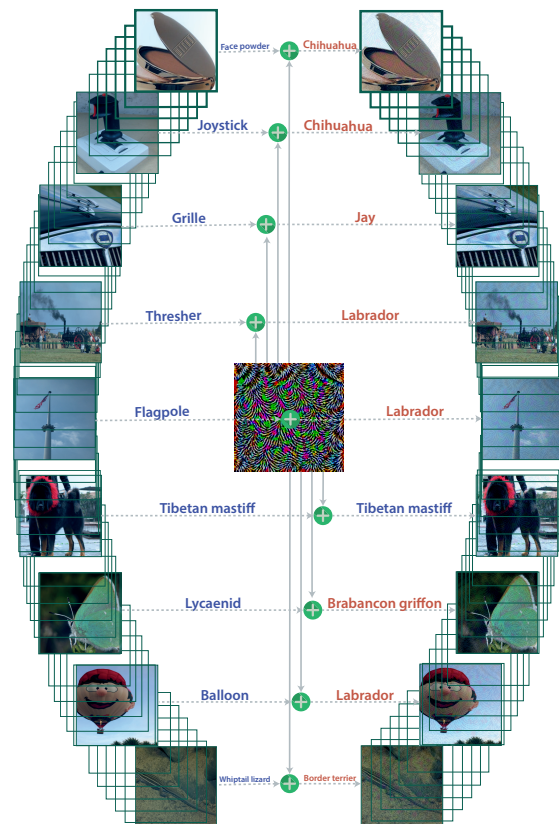 Face powder Chihuahua
Joystick Chihuahua
Grille Jay
Thresher Labrador
Flagpole Labrador
Tibetan mastiff Tibetan mastiff
Lycaenid Brabancon griffon
Balloon Labrador
Whiptail lizard Border terrier